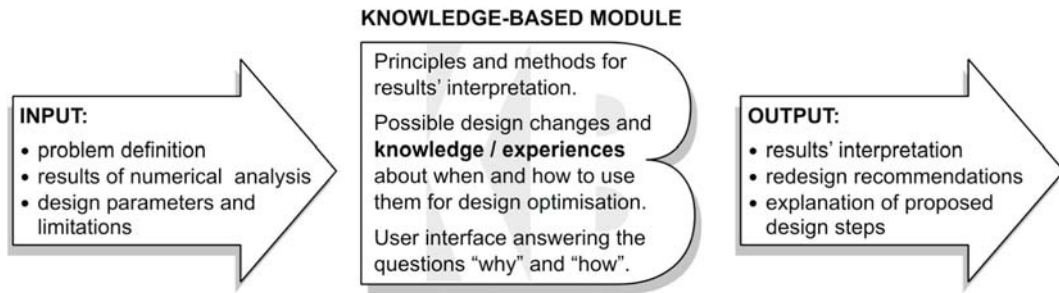 KNOWLEDGE-BASED MODULE
INPUT:
• problem definition
• results of numerical analysis
• design parameters and
limitations
Principles and methods for
results’ interpretation.
Possible design changes and
knowledge / experiences
about when and how to use
them for design optimisation.
User interface answering the
questions “why” and “how”.
OUTPUT:
• results’ interpretation
• redesign recommendations
• explanation of proposed
design steps